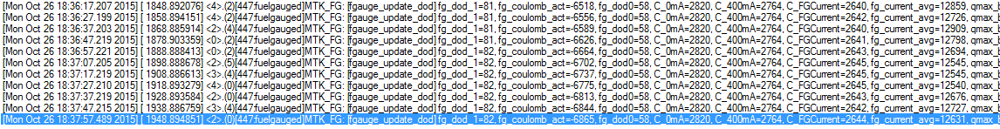 [Mon Oct 26 18:36:17.207 2015] [ 1848.892076] <4>.(4)[447:fuelgauged]MTK_FG: [fgauge_update_dod] fg_dod_1=81, fg_coulomb_act=-6518, fg_dod0=58, C_0mA=2820, C_400mA=2764, C_FGCurrent=2640, fg_current_avg=12859, qmax_b
[Mon Oct 26 18:36:27.199 2015] [ 1858.894151] <4>.(4)[447:fuelgauged]MTK_FG: [fgauge_update_dod] fg_dod_1=81, fg_coulomb_act=-6556, fg_dod0=58, C_0mA=2820, C_400mA=2764, C_FGCurrent=2642, fg_current_avg=12726, qmax_b
[Mon Oct 26 18:36:37.203 2015] [ 1868.885914] <2>.(4)[447:fuelgauged]MTK_FG: [fgauge_update_dod] fg_dod_1=81, fg_coulomb_act=-6589, fg_dod0=58, C_0mA=2820, C_400mA=2764, C_FGCurrent=2640, fg_current_avg=12909, qmax_b
[Mon Oct 26 18:36:47.219 2015] [ 1878.903359] <0>.(0)[447:fuelgauged]MTK_FG: [fgauge_update_dod] fg_dod_1=81, fg_coulomb_act=-6626, fg_dod0=58, C_0mA=2820, C_400mA=2764, C_FGCurrent=2641, fg_current_avg=12798, qmax_b
[Mon Oct 26 18:36:57.221 2015] [ 1888.888413] <0>.(0)[447:fuelgauged]MTK_FG: [fgauge_update_dod] fg_dod_1=82, fg_coulomb_act=-6664, fg_dod0=58, C_0mA=2820, C_400mA=2764, C_FGCurrent=2643, fg_current_avg=12694, qmax_b
[Mon Oct 26 18:37:07.205 2015] [ 1898.888678] <2>.(5)[447:fuelgauged]MTK_FG: [fgauge_update_dod] fg_dod_1=82, fg_coulomb_act=-6702, fg_dod0=58, C_0mA=2820, C_400mA=2764, C_FGCurrent=2645, fg_current_avg=12545, qmax_b
[Mon Oct 26 18:37:17.219 2015] [ 1908.886613] <3>.(0)[447:fuelgauged]MTK_FG: [fgauge_update_dod] fg_dod_1=82, fg_coulomb_act=-6737, fg_dod0=58, C_0mA=2820, C_400mA=2764, C_FGCurrent=2645, fg_current_avg=12545, qmax_b
[Mon Oct 26 18:37:27.210 2015] [ 1918.893279] <4>.(0)[447:fuelgauged]MTK_FG: [fgauge_update_dod] fg_dod_1=82, fg_coulomb_act=-6775, fg_dod0=58, C_0mA=2820, C_400mA=2764, C_FGCurrent=2645, fg_current_avg=12540, qmax_b
[Mon Oct 26 18:37:37.219 2015] [ 1928.893584] <2>.(0)[447:fuelgauged]MTK_FG: [fgauge_update_dod] fg_dod_1=82, fg_coulomb_act=-6813, fg_dod0=58, C_0mA=2820, C_400mA=2764, C_FGCurrent=2643, fg_current_avg=12676, qmax_b
[Mon Oct 26 18:37:47.215 2015] [ 1938.886759] <3>.(4)[447:fuelgauged]MTK_FG: [fgauge_update_dod] fg_dod_1=82, fg_coulomb_act=-6844, fg_dod0=58, C_0mA=2820, C_400mA=2764, C_FGCurrent=2642, fg_current_avg=12727, qmax_b
[Mon Oct 26 18:37:57.489 2015] [ 1948.894851] <2>.(0)[447:fuelgauged]MTK_FG: [fgauge_update_dod] fg_dod_1=82, fg_coulomb_act=-6865, fg_dod0=58, C_0mA=2820, C_400mA=2764, C_FGCurrent=2644, fg_current_avg=12631, qmax_b